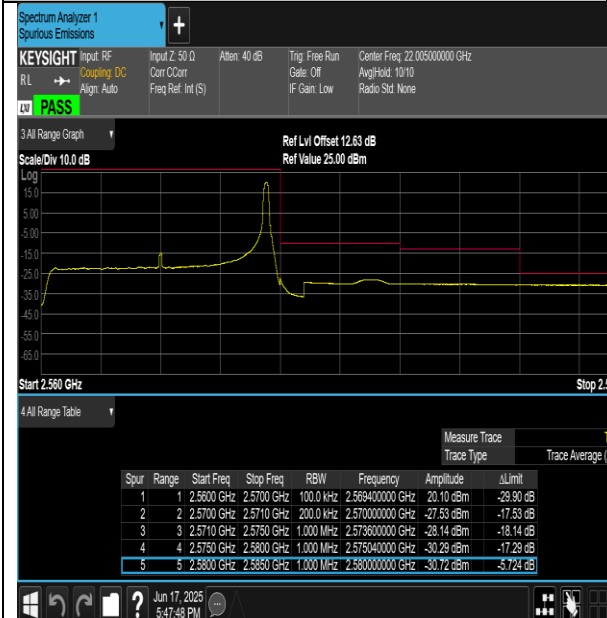 Spectrum Analyzer 1
Spurious Emissions
KEYSIGHT Input: RF Input Z: 50 Ω Atten: 40 dB Trig: Free Run Center Freq: 22.005000000 GHz
RL Coupling: DC Corr CCorr Gate: Off Avg|Hold: 10/10
Align: Auto Freq Ref: Int (S) IF Gain: Low Radio Std: None
LXI PASS
3 All Range Graph
Ref Lvl Offset 12.63 dB
Scale/Div 10.0 dB Ref Value 25.00 dBm
Log
15.0
5.00
-5.00
-15.0
-25.0
-35.0
-45.0
-55.0
-65.0
Start 2.560 GHz Stop 2.5
4 All Range Table
Measure Trace
Trace Type Trace Average (
Spur Range Start Freq Stop Freq RBW Frequency Amplitude ΔLimit
1 1 2.5600 GHz 2.5700 GHz 100.0 kHz 2.569400000 GHz 20.10 dBm -29.90 dB
2 2 2.5700 GHz 2.5710 GHz 200.0 kHz 2.570000000 GHz -27.53 dBm -17.53 dB
3 3 2.5710 GHz 2.5750 GHz 1.000 MHz 2.573600000 GHz -28.14 dBm -18.14 dB
4 4 2.5750 GHz 2.5800 GHz 1.000 MHz 2.575040000 GHz -30.29 dBm -17.29 dB
5 5 2.5800 GHz 2.5850 GHz 1.000 MHz 2.580000000 GHz -30.72 dBm -5.724 dB
Jun 17, 2025
5:47:48 PM